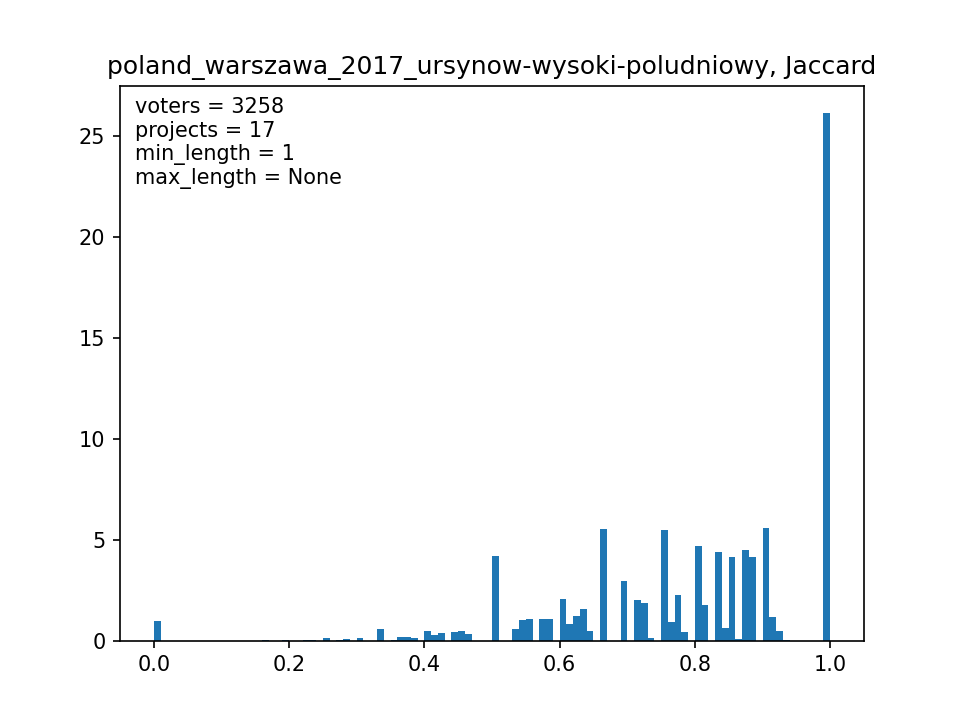 poland_warszawa_2017_ursynow-wysoki-poludniowy, Jaccard
voters = 3258
projects = 17
min_length = 1
max_length = None
25
20
15
10
5
0
0.0 0.2 0.4 0.6 0.8 1.0